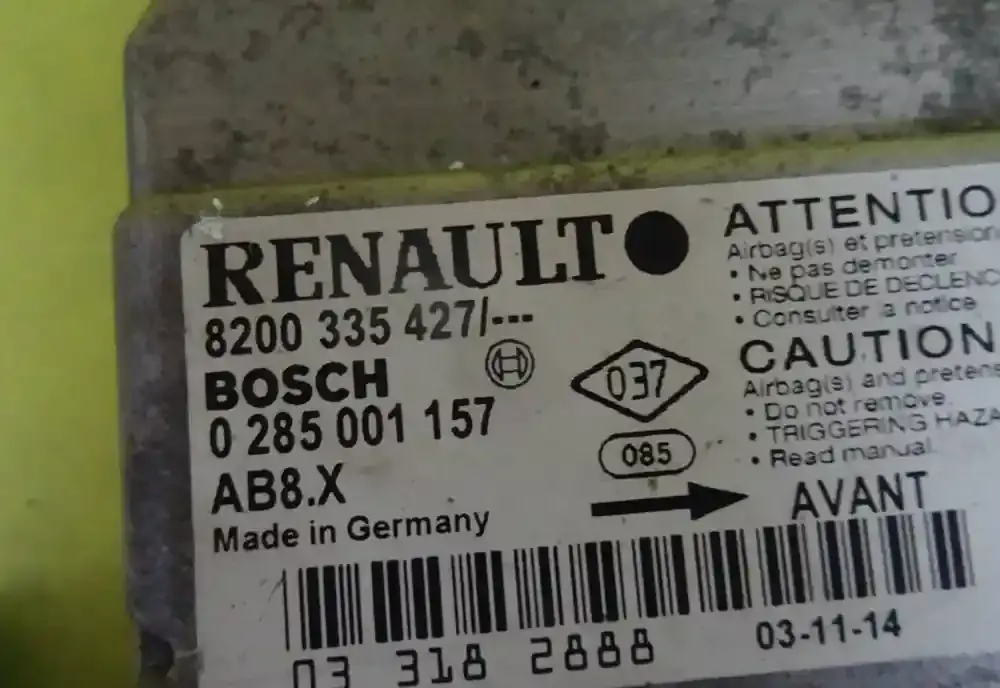 RENAULT
8200 335 427/---
BOSCH
0 285 001 157
AB8.X
Made in Germany
037
085
ATTENTIO
Airbag(s) et pretension
• Ne pas demonter
• RISQUE DE DECLENC
• Consulter a notice
CAUTION
Airbag(s) and pretens
• Do not remove.
• TRIGGERING HAZA
• Read manual.
AVANT
03 318 2888
03-11-14